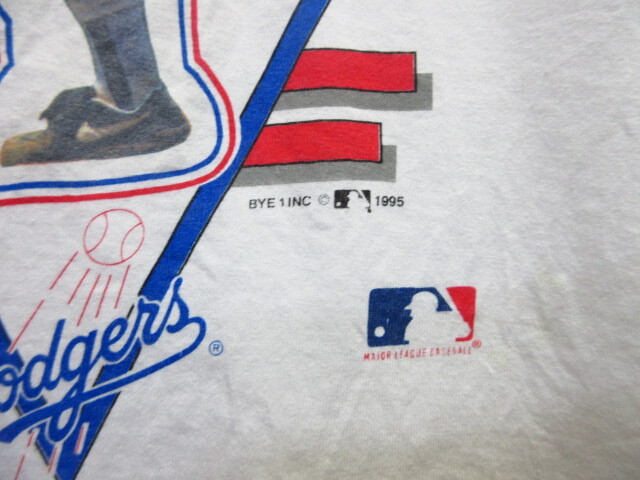 BYE 1 INC © 1995
odgers ®
MAJOR LEAGUE BASEBALL®